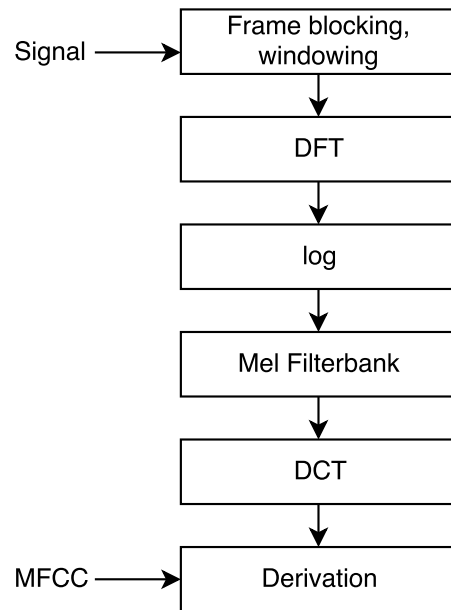 Signal
Frame blocking,
windowing
DFT
log
Mel Filterbank
DCT
MFCC
Derivation